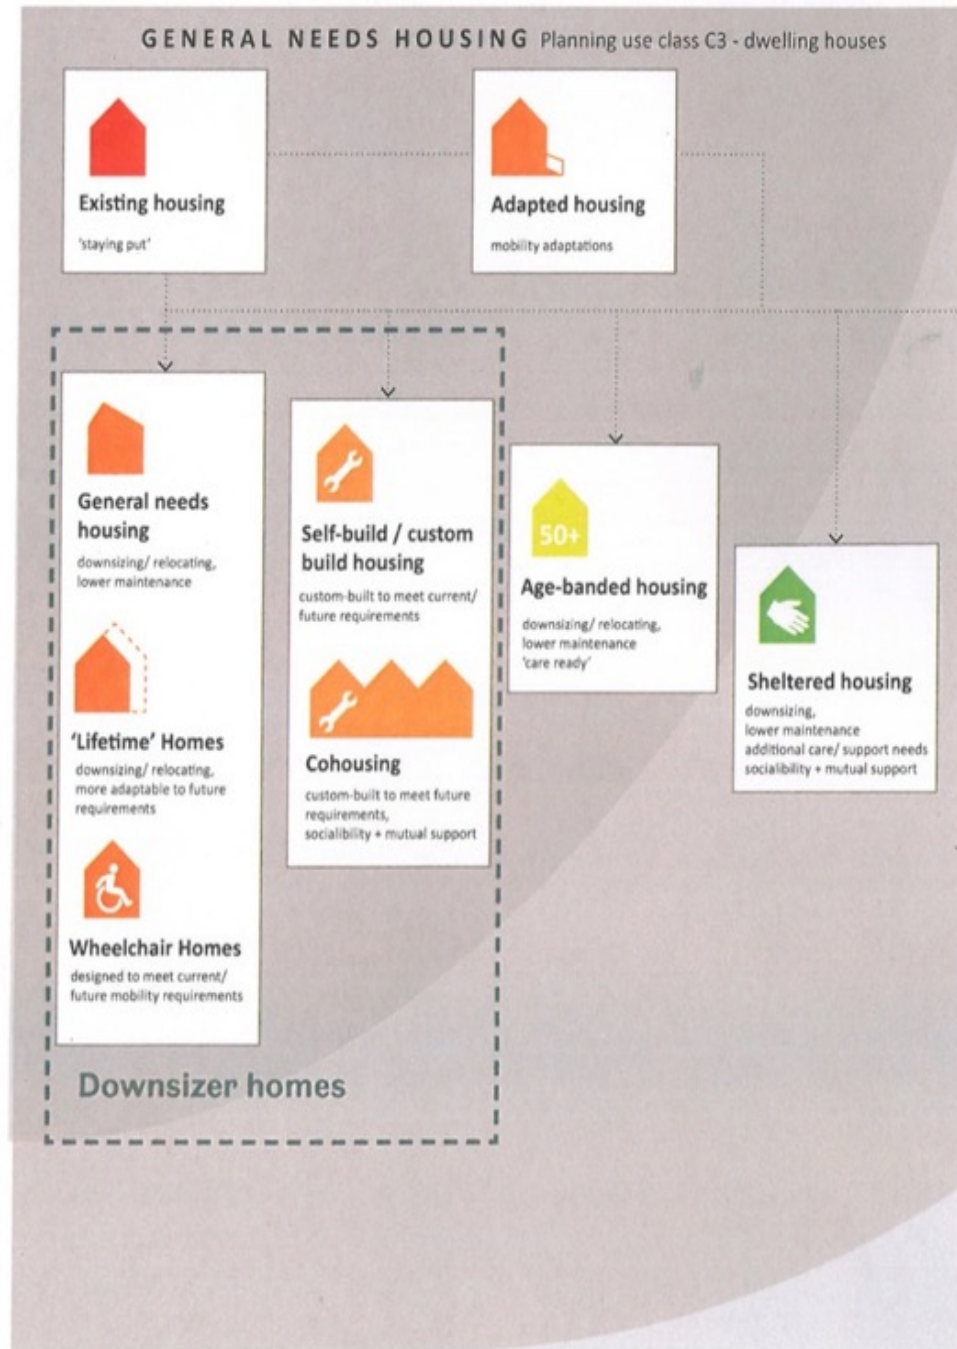 GENERAL NEEDS HOUSING Planning use class C3 - dwelling houses
Existing housing
'staying put'
Adapted housing
mobility adaptations
General needs
housing
downsizing/ relocating,
lower maintenance
'Lifetime' Homes
downsizing/ relocating,
more adaptable to future
requirements
Wheelchair Homes
designed to meet current/
future mobility requirements
Self-build / custom
build housing
custom-built to meet current/
future requirements
Cohousing
custom-built to meet future
requirements,
socialibility + mutual support
50+
Age-banded housing
downsizing/ relocating,
lower maintenance
'care ready'
Sheltered housing
downsizing,
lower maintenance
additional care/ support needs
socialibility + mutual support
Downsizer homes